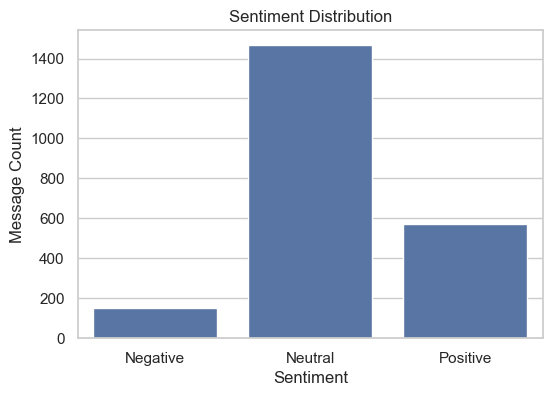 Sentiment Distribution
Message Count
1400
1200
1000
800
600
400
200
0
Negative Neutral Positive
Sentiment